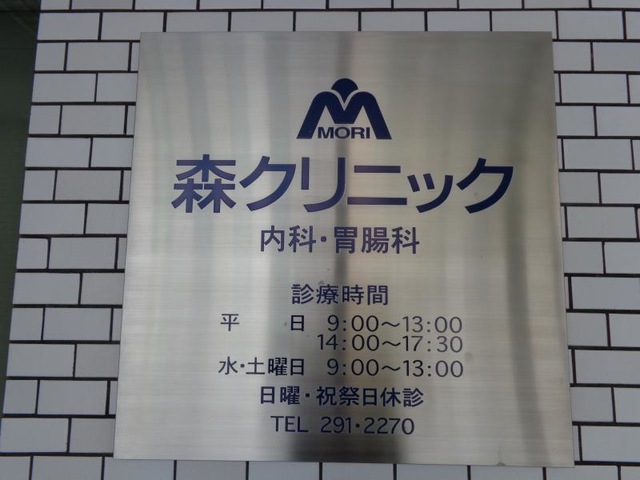 MORI
森クリニック
内科・胃腸科
診療時間
平　日 9:00〜13:00
14:00〜17:30
水・土曜日 9:00〜13:00
日曜・祝祭日休診
TEL 291・2270